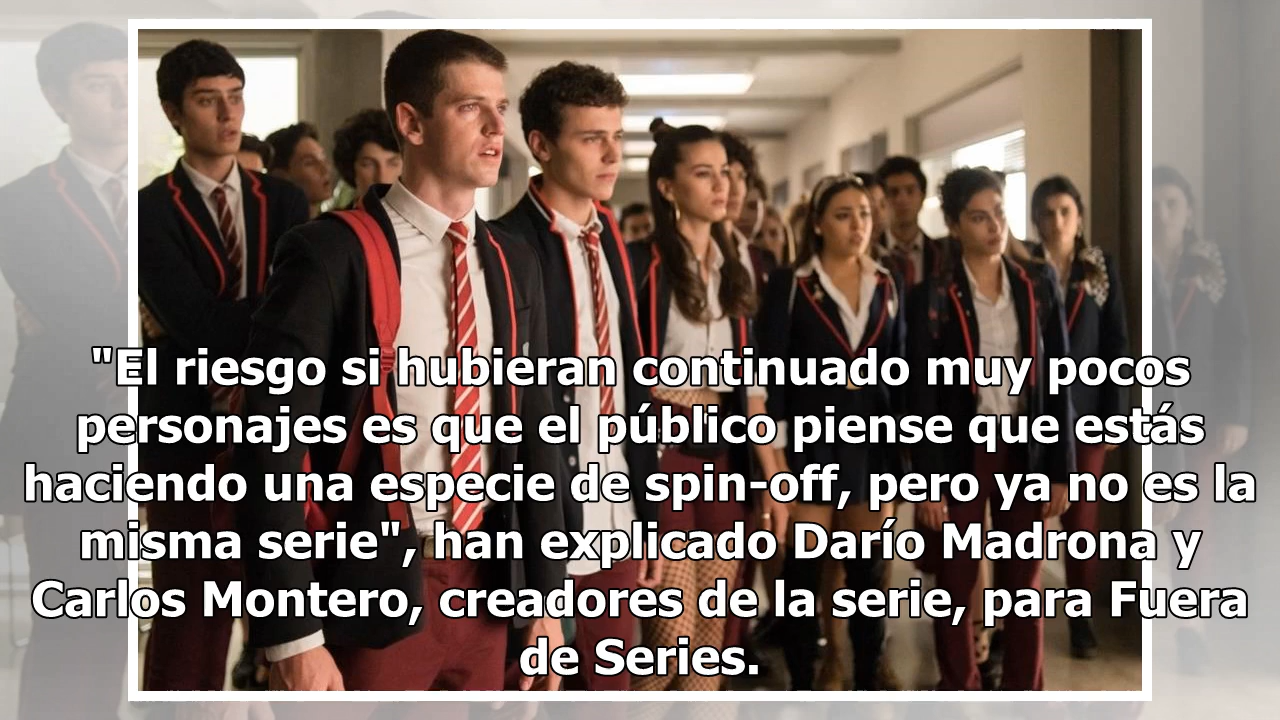 "El riesgo si hubieran continuado muy pocos
personajes es que el público piense que estás
haciendo una especie de spin-off, pero ya no es la
misma serie", han explicado Darío Madrona y
Carlos Montero, creadores de la serie, para Fuera
de Series.